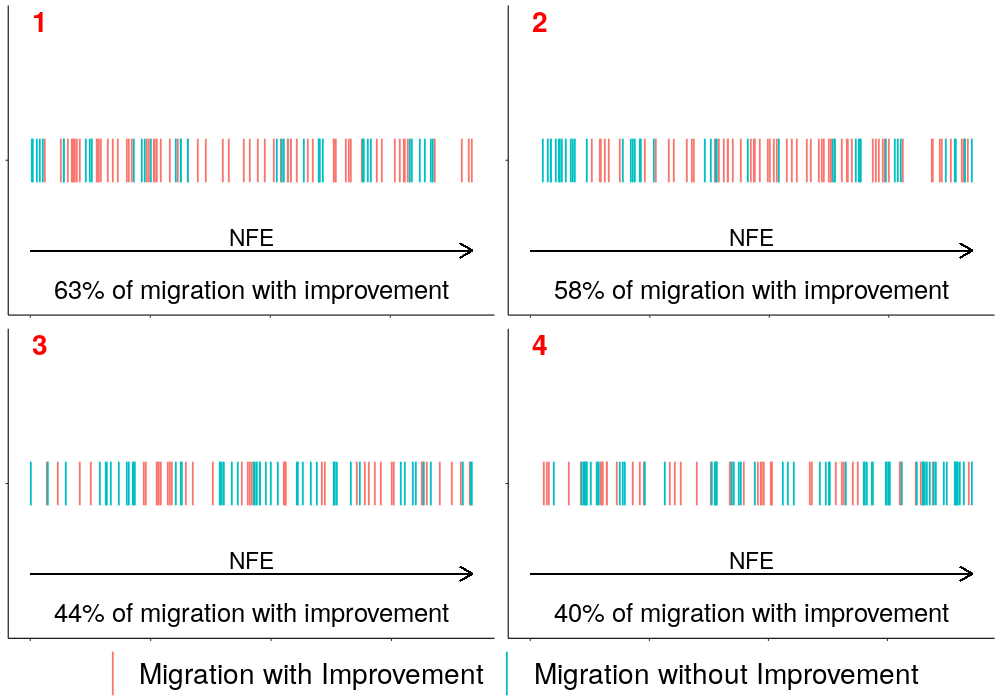 1
NFE
63% of migration with improvement
2
NFE
58% of migration with improvement
3
NFE
44% of migration with improvement
4
NFE
40% of migration with improvement
Migration with Improvement
Migration without Improvement